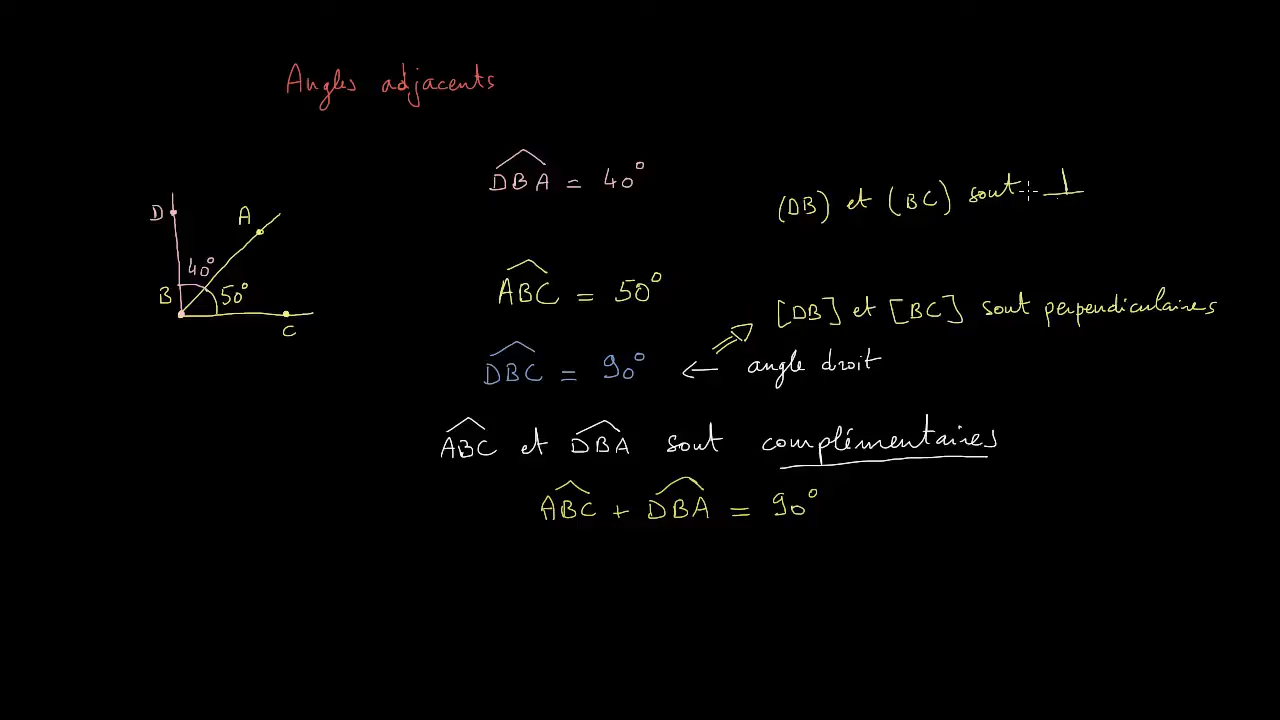 Angles adjacents
DBA = 40°
(DB) et (BC) sont ⊥
D
A
40°
B
50°
C
ABC = 50°
[DB] et [BC] sont perpendiculaires
DBC = 90° ← angle droit
ABC et DBA sont complémentaires
ABC + DBA = 90°